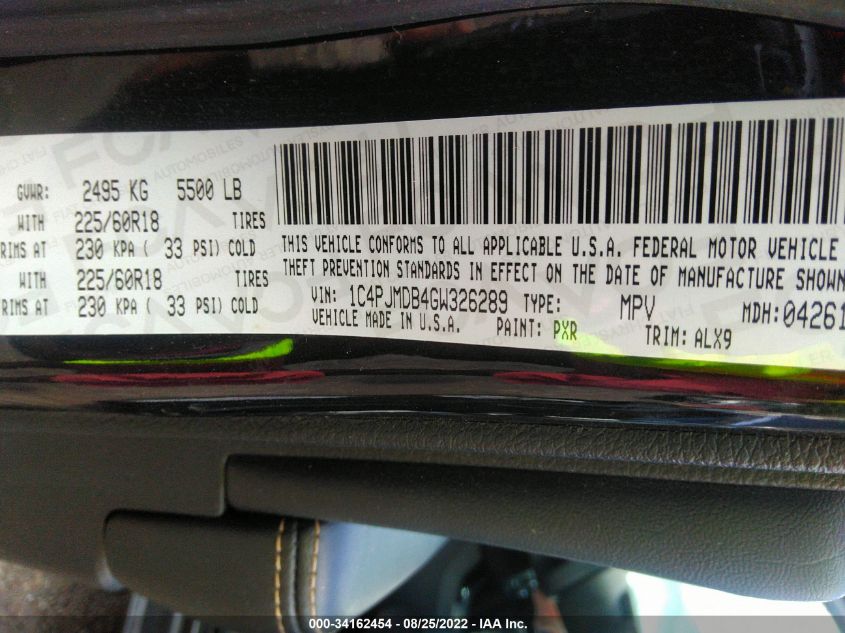 GVWR: 2495 KG 5500 LB
WITH 225/60R18 TIRES
RIMS AT 230 KPA ( 33 PSI) COLD
WITH 225/60R18 TIRES
RIMS AT 230 KPA ( 33 PSI) COLD
THIS VEHICLE CONFORMS TO ALL APPLICABLE U.S.A. FEDERAL MOTOR VEHICLE
THEFT PREVENTION STANDARDS IN EFFECT ON THE DATE OF MANUFACTURE SHOWN
VIN: 1C4PJMDB4GW326289 TYPE: MPV MDH: 04261
VEHICLE MADE IN U.S.A. PAINT: PXR TRIM: ALX9
000-34162454 - 08/25/2022 - IAA Inc.